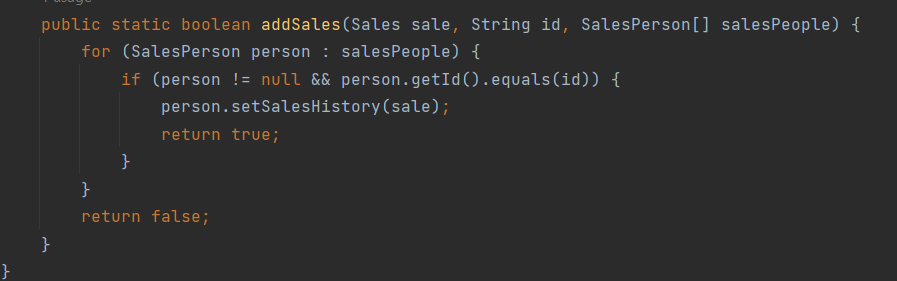 public static boolean addSales(Sales sale, String id, SalesPerson[] salesPeople) {
for (SalesPerson person : salesPeople) {
if (person != null && person.getId().equals(id)) {
person.setSalesHistory(sale);
return true;
}
}
return false;
}
}